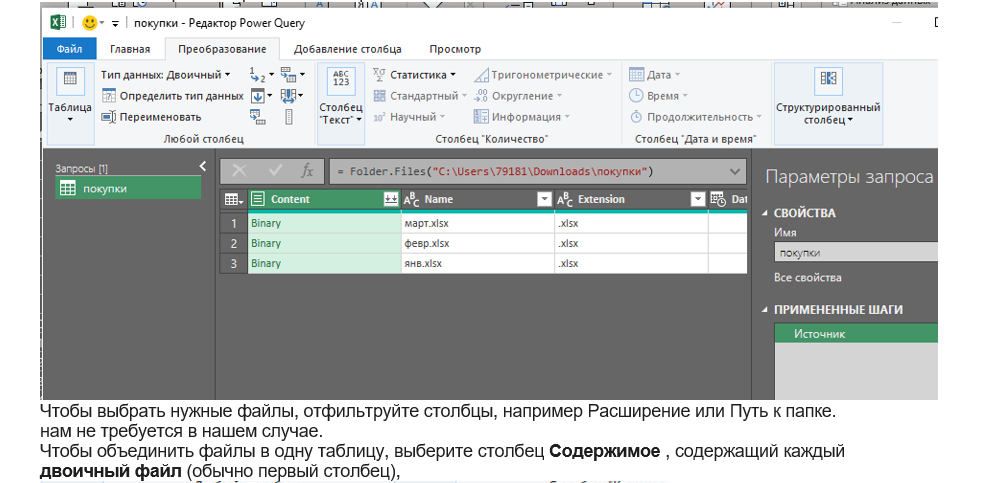 покупки - Редактор Power Query
Файл Главная Преобразование Добавление столбца Просмотр
Таблица
Тип данных: Двоичный
Определить тип данных
Переименовать
Любой столбец
ABC 123
Столбец "Текст"
Статистика
Стандартный
Научный
Тригонометрические
Округление
Информация
Столбец "Количество"
Дата
Время
Продолжительность
Столбец "Дата и время"
Структурированный столбец
Запросы [1]
покупки
= Folder.Files("C:\Users\79181\Downloads\покупки")
Content Name Extension Dat
1 Binary март.xlsx .xlsx
2 Binary февр.xlsx .xlsx
3 Binary янв.xlsx .xlsx
Параметры запроса
СВОЙСТВА
Имя
покупки
Все свойства
ПРИМЕНЕННЫЕ ШАГИ
Источник
Чтобы выбрать нужные файлы, отфильтруйте столбцы, например Расширение или Путь к папке.
нам не требуется в нашем случае.
Чтобы объединить файлы в одну таблицу, выберите столбец Содержимое , содержащий каждый
двоичный файл (обычно первый столбец),